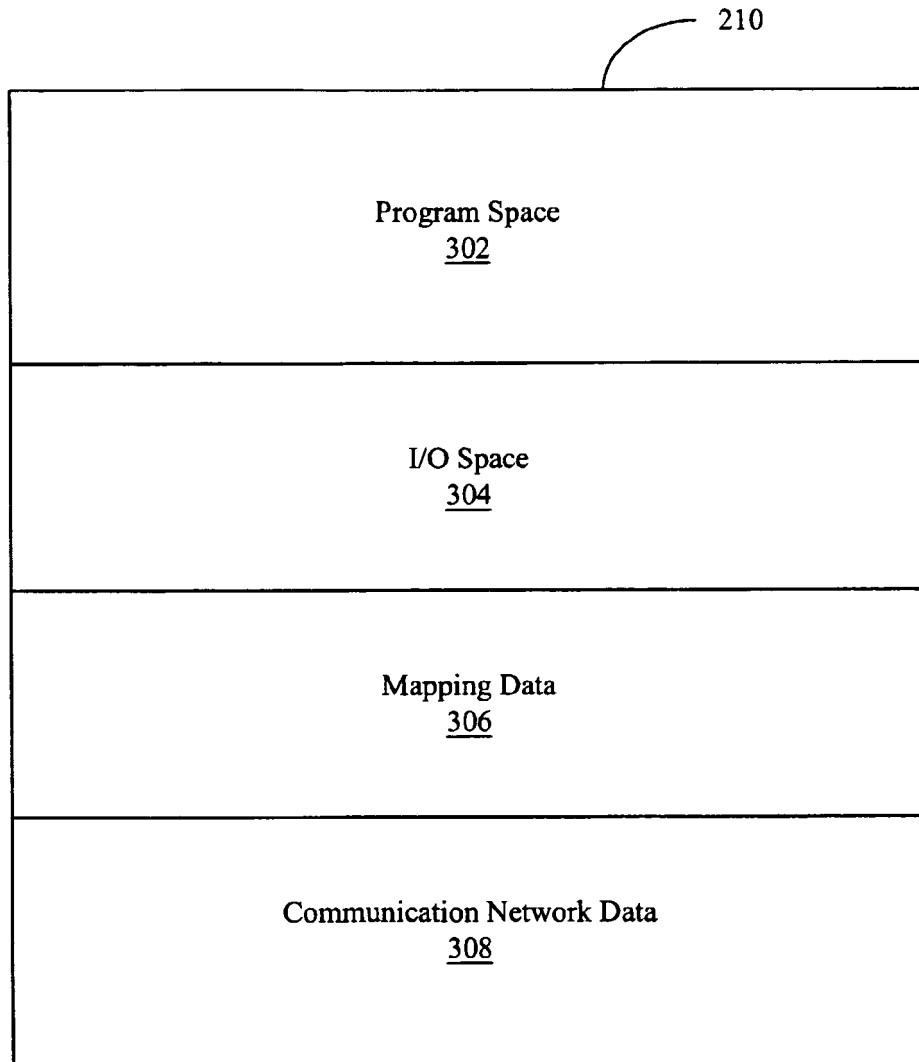 210
Program Space
302
I/O Space
304
Mapping Data
306
Communication Network Data
308